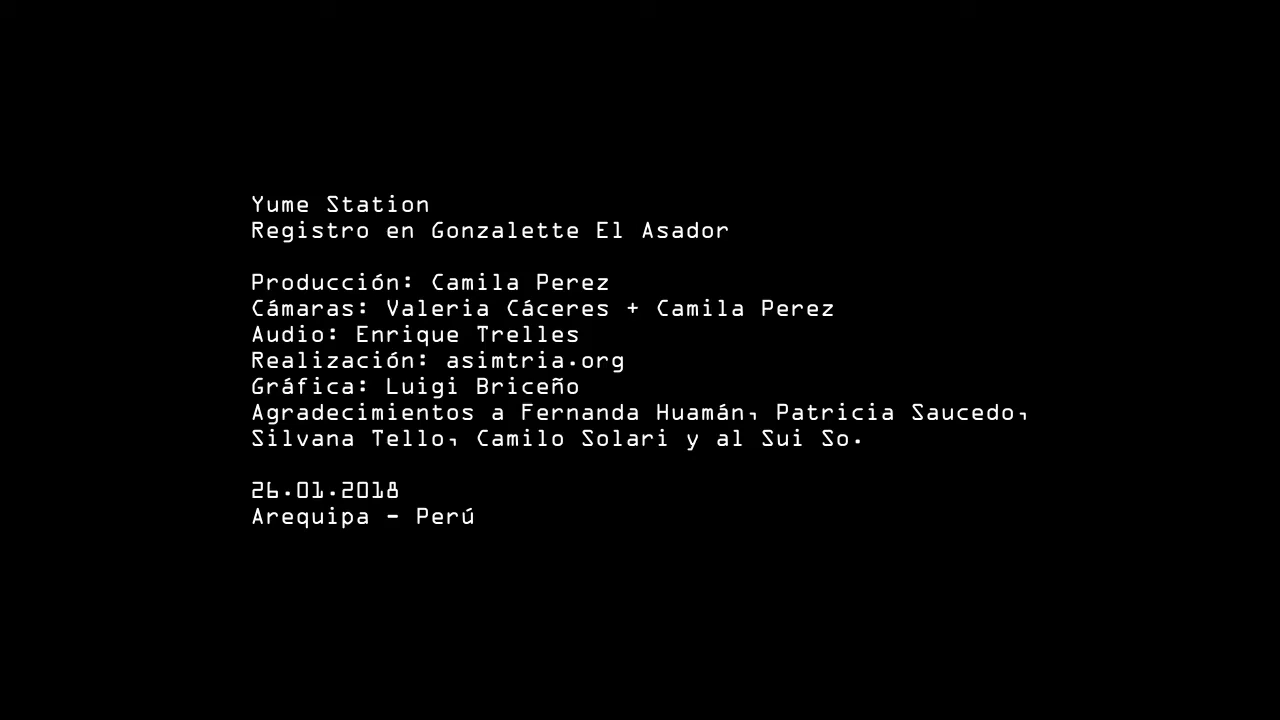 Yume Station
Registro en Gonzalette El Asador
Producción: Camila Perez
Cámaras: Valeria Cáceres + Camila Perez
Audio: Enrique Trelles
Realización: asimtria.org
Gráfica: Luigi Briceño
Agradecimientos a Fernanda Huamán, Patricia Saucedo,
Silvana Tello, Camilo Solari y al Sui So.
26.01.2018
Arequipa - Perú